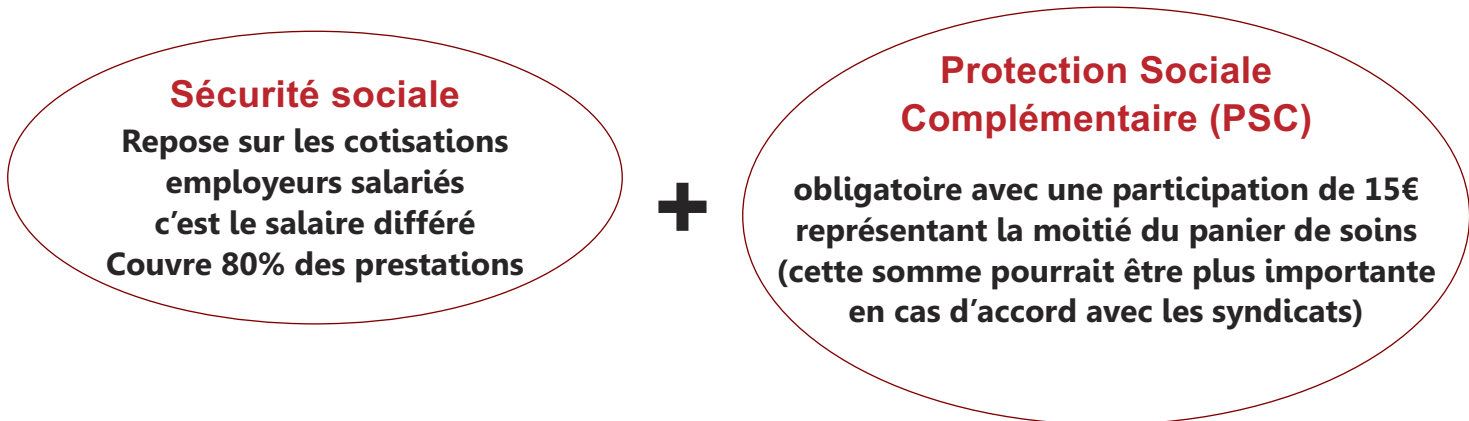 Sécurité sociale
Repose sur les cotisations
employeurs salariés
c’est le salaire différé
Couvre 80% des prestations
+
Protection Sociale
Complémentaire (PSC)
obligatoire avec une participation de 15€
représentant la moitié du panier de soins
(cette somme pourrait être plus importante
en cas d’accord avec les syndicats)